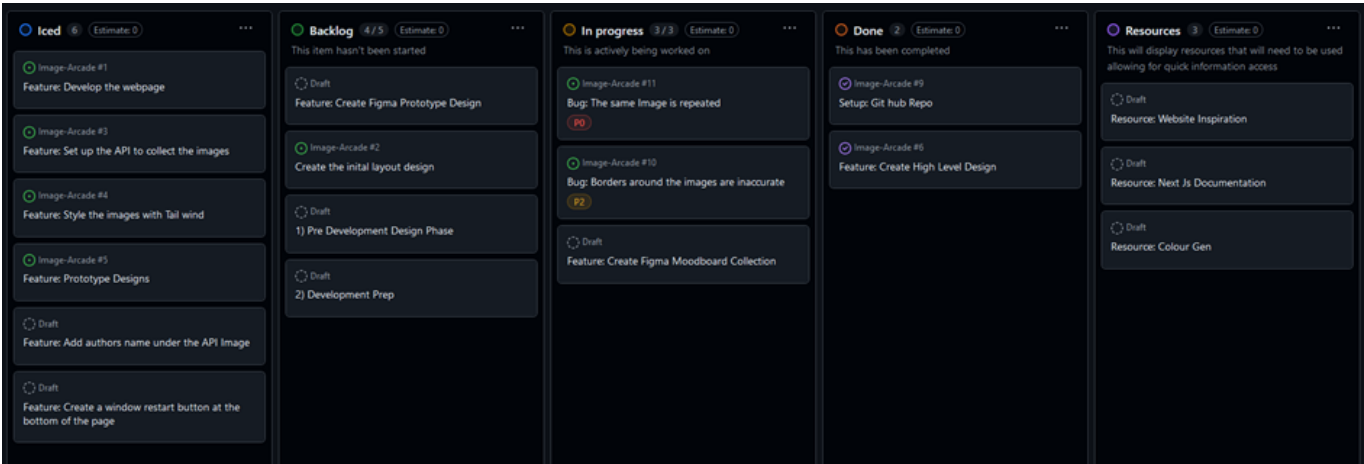 Iced 6 Estimate: 0
Image-Arcade #1
Feature: Develop the webpage
Image-Arcade #3
Feature: Set up the API to collect the images
Image-Arcade #4
Feature: Style the images with Tail wind
Image-Arcade #5
Feature: Prototype Designs
Draft
Feature: Add authors name under the API Image
Draft
Feature: Create a window restart button at the
bottom of the page
Backlog 4 / 5 Estimate: 0
This item hasn't been started
Draft
Feature: Create Figma Prototype Design
Image-Arcade #2
Create the inital layout design
Draft
1) Pre Development Design Phase
Draft
2) Development Prep
In progress 3 / 3 Estimate: 0
This is actively being worked on
Image-Arcade #11
Bug: The same Image is repeated
P0
Image-Arcade #10
Bug: Borders around the images are inaccurate
P2
Draft
Feature: Create Figma Moodboard Collection
Done 2 Estimate: 0
This has been completed
Image-Arcade #9
Setup: Git hub Repo
Image-Arcade #6
Feature: Create High Level Design
Resources 3 Estimate: 0
This will display resources that will need to be used
allowing for quick information access
Draft
Resource: Website Inspiration
Draft
Resource: Next Js Documentation
Draft
Resource: Colour Gen